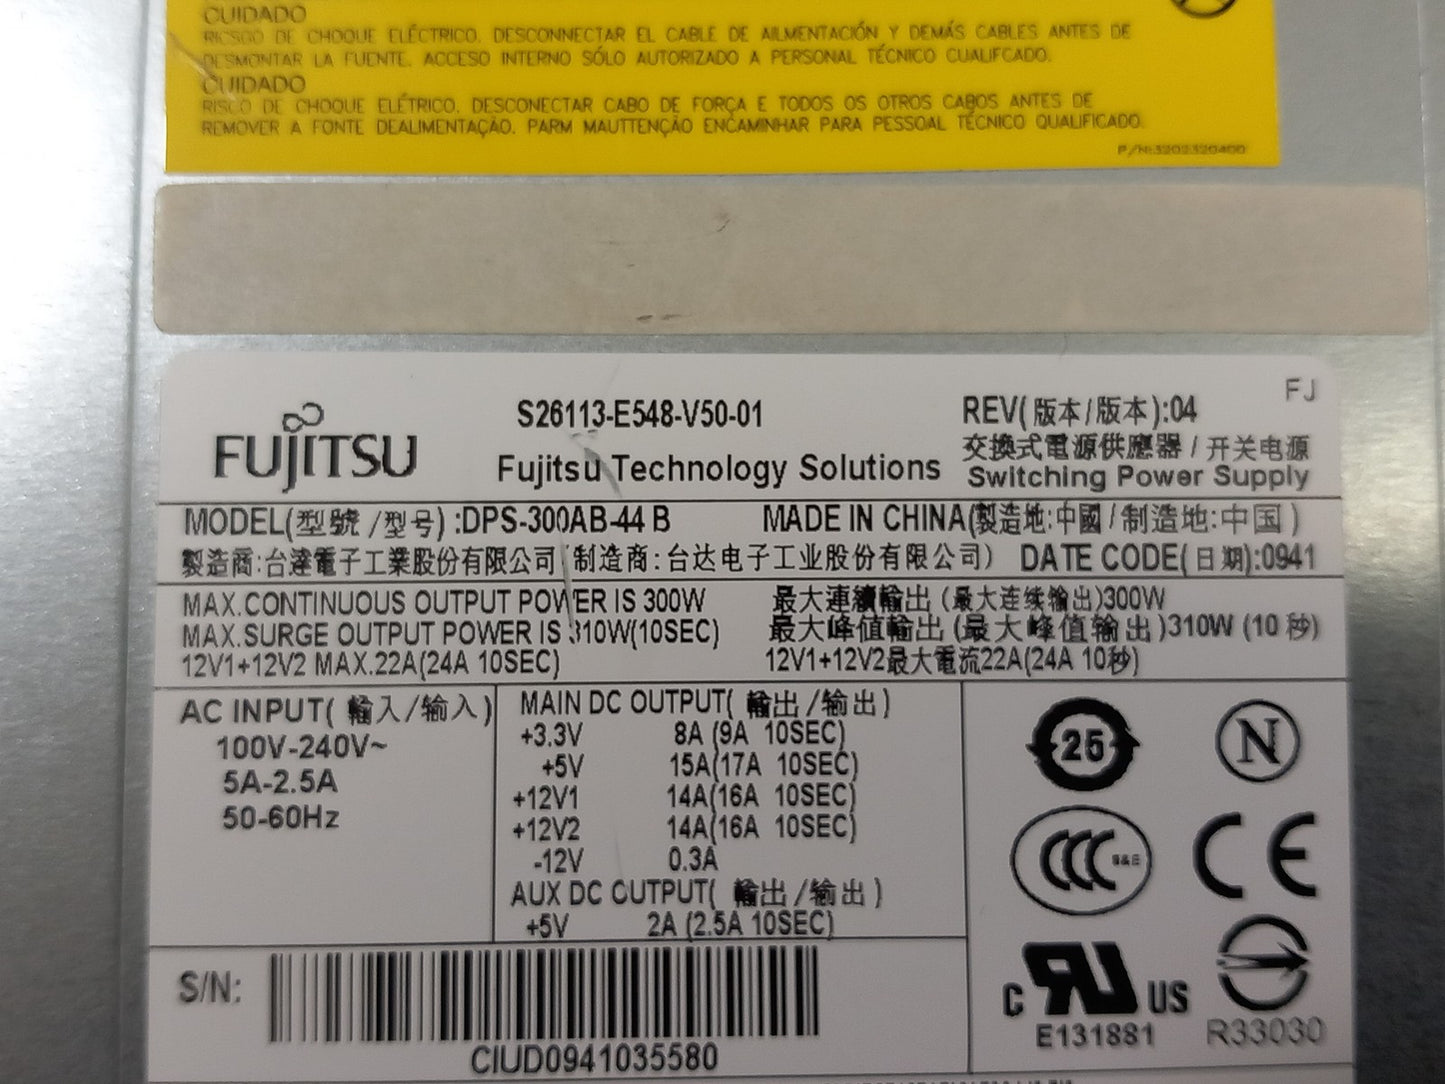 CUIDADO
RICSGO DE CHOQUE ELÉCTRICO. DESCONNECTAR EL CABLE DE AILMENTACIÓN Y DEMÁS CABLES ANTES DE
DESMONTAR LA FUENTE. ACCESO INTERNO SÓLO AUTORIZADO A PERSONAL TÉCNICO CUALIFCADO.
CUIDADO
RISCO DE CHOQUE ELÉTRICO. DESCONECTAR CABO DE FORÇA E TODOS OS OTROS CABOS ANTES DE
REMOVER A FONTE DEALIMENTAÇÃO. PARM MAUTTENÇÃO ENCAMINHAR PARA PESSOAL TÉCNICO QUALIFICADO.
P/N:3202320400
FJ
FUJITSU
S26113-E548-V50-01
REV(版本/版本):04
交換式電源供應器 / 开关电源
Fujitsu Technology Solutions
Switching Power Supply
MODEL(型號/型号) :DPS-300AB-44 B
MADE IN CHINA(製造地:中國/制造地:中国)
製造商:台達電子工業股份有限公司(制造商:台达电子工业股份有限公司)
DATE CODE(日期):0941
MAX.CONTINUOUS OUTPUT POWER IS 300W
最大連續輸出(最大连续输出)300W
MAX.SURGE OUTPUT POWER IS 310W(10SEC)
最大峰值輸出(最大峰值输出)310W (10 秒)
12V1+12V2 MAX.22A(24A 10SEC)
12V1+12V2最大電流22A(24A 10秒)
AC INPUT( 輸入/输入)
100V-240V~
5A-2.5A
50-60Hz
MAIN DC OUTPUT( 輸出/输出)
+3.3V 8A (9A 10SEC)
+5V 15A(17A 10SEC)
+12V1 14A(16A 10SEC)
+12V2 14A(16A 10SEC)
-12V 0.3A
AUX DC OUTPUT( 輸出/输出)
+5V 2A (2.5A 10SEC)
25
N
CCC S&E
CE
S/N:
CIUD0941035580
C RU US
E131881
R33030